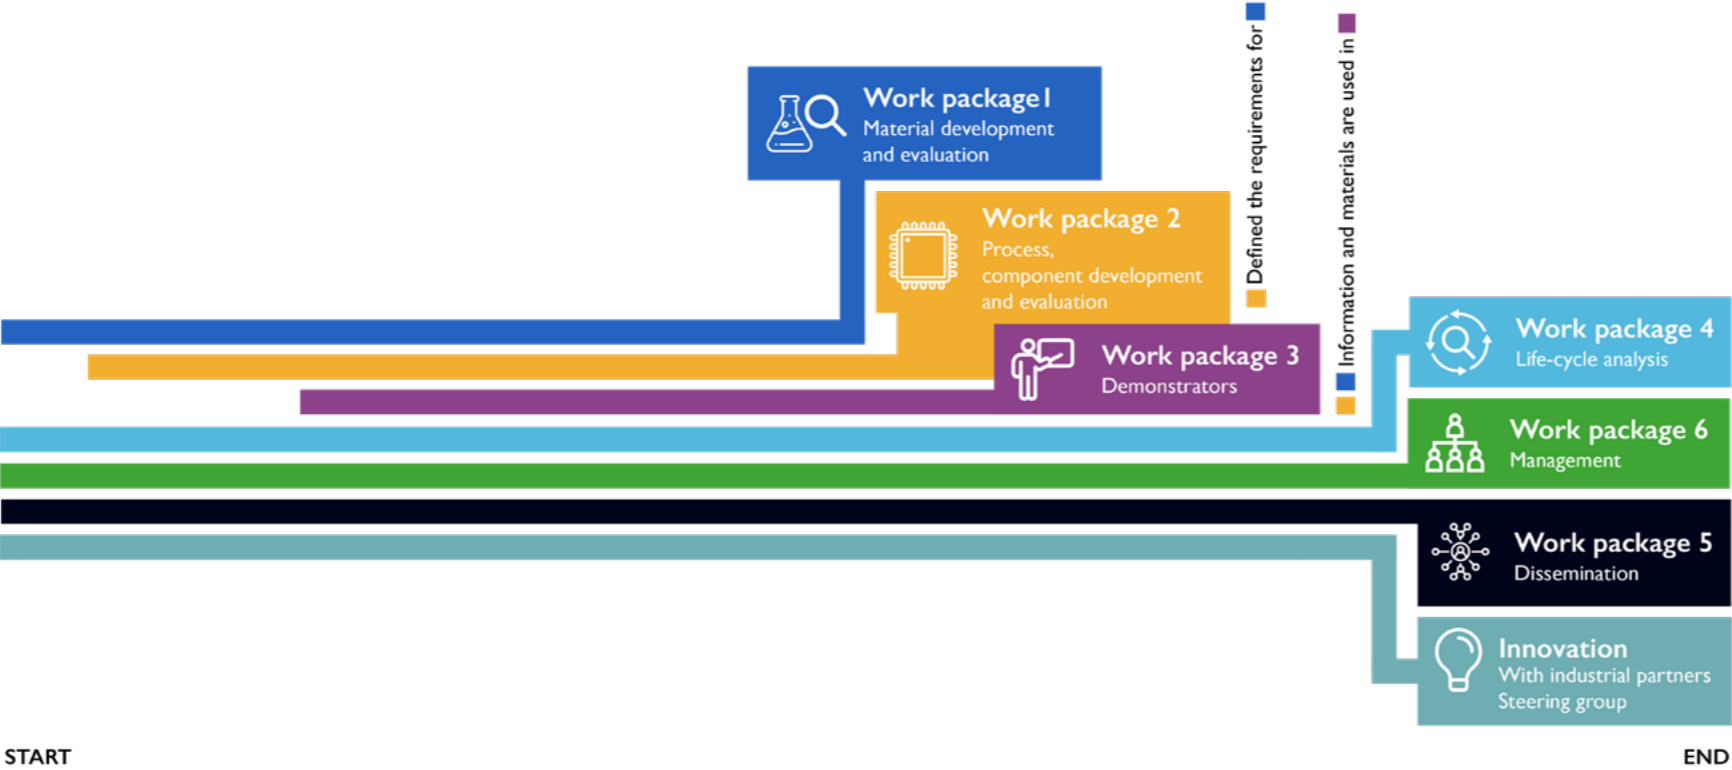 Work package1
Material development
and evaluation
Work package 2
Process,
component development
and evaluation
Defined the requirements for
Information and materials are used in
Work package 3
Demonstrators
Work package 4
Life-cycle analysis
Work package 6
Management
Work package 5
Dissemination
Innovation
With industrial partners
Steering group
START
END